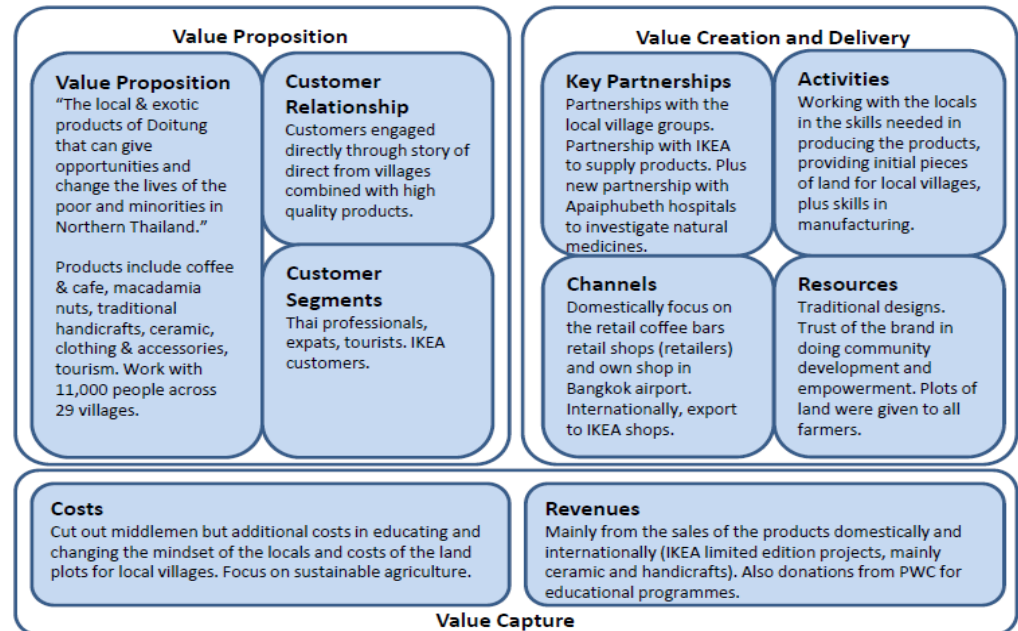 Value Proposition
Value Proposition
“The local & exotic
products of Doitung
that can give
opportunities and
change the lives of the
poor and minorities in
Northern Thailand.”
Products include coffee
& cafe, macadamia
nuts, traditional
handicrafts, ceramic,
clothing & accessories,
tourism. Work with
11,000 people across
29 villages.
Customer
Relationship
Customers engaged
directly through story of
direct from villages
combined with high
quality products.
Customer
Segments
Thai professionals,
expats, tourists. IKEA
customers.
Value Creation and Delivery
Key Partnerships
Partnerships with the
local village groups.
Partnership with IKEA
to supply products. Plus
new partnership with
Apaiphubeth hospitals
to investigate natural
medicines.
Activities
Working with the locals
in the skills needed in
producing the products,
providing initial pieces
of land for local villages,
plus skills in
manufacturing.
Channels
Domestically focus on
the retail coffee bars
retail shops (retailers)
and own shop in
Bangkok airport.
Internationally, export
to IKEA shops.
Resources
Traditional designs.
Trust of the brand in
doing community
development and
empowerment. Plots of
land were given to all
farmers.
Costs
Cut out middlemen but additional costs in educating and
changing the mindset of the locals and costs of the land
plots for local villages. Focus on sustainable agriculture.
Revenues
Mainly from the sales of the products domestically and
internationally (IKEA limited edition projects, mainly
ceramic and handicrafts). Also donations from PWC for
educational programmes.
Value Capture